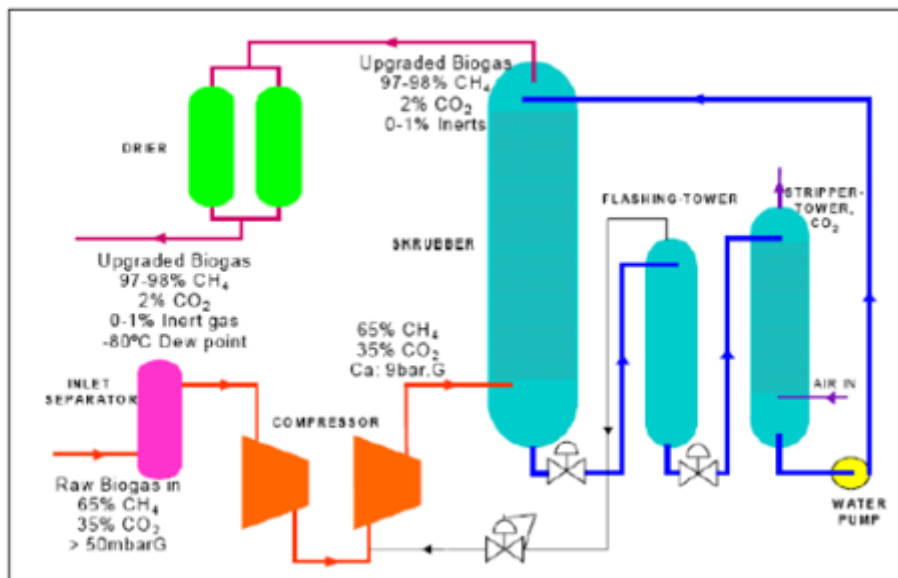 Upgraded Biogas
97-98% CH₄
2% CO₂
0-1% Inerts
DRIER
STRIPPER-
TOWER,
CO₂
FLASHING-TOWER
SKRUBBER
Upgraded Biogas
97-98% CH₄
2% CO₂
0-1% Inert gas
-80ºC Dew point
65% CH₄
35% CO₂
Ca: 9bar.G
INLET
SEPARATOR
COMPRESSOR
AIR IN
Raw Biogas in
65% CH₄
35% CO₂
> 50mbarG
WATER
PUMP